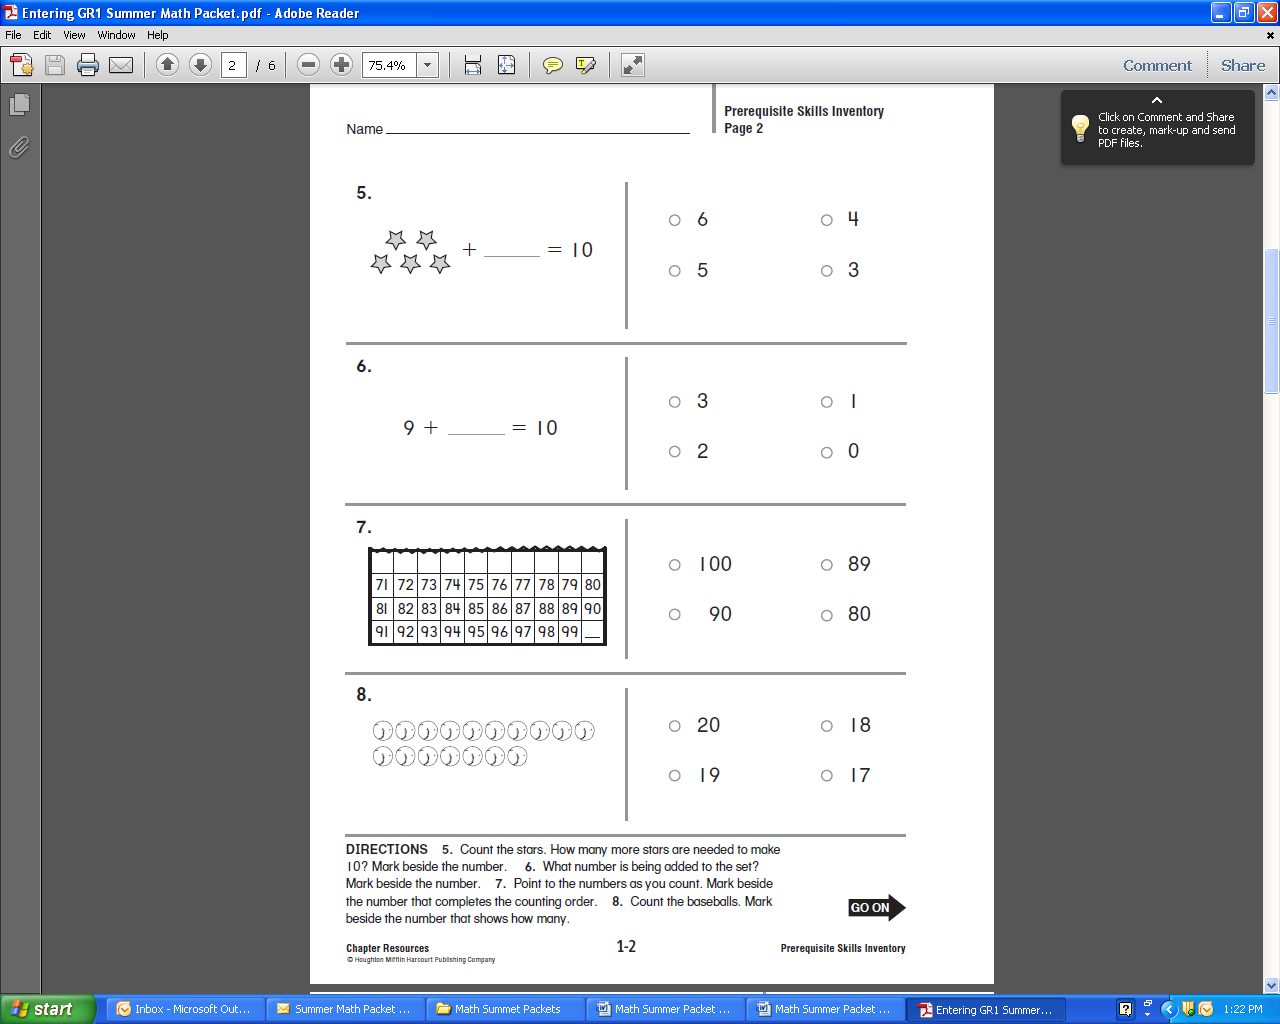 Entering GR1 Summer Math Packet.pdf - Adobe Reader
File Edit View Window Help
2 / 6 75.4% Comment Share
Click on Comment and Share
to create, mark-up and send
PDF files.
Prerequisite Skills Inventory
Page 2
Name
5.
+ ____ = 10
6 4
5 3
6.
9 + ____ = 10
3 1
2 0
7.
71 72 73 74 75 76 77 78 79 80
81 82 83 84 85 86 87 88 89 90
91 92 93 94 95 96 97 98 99 __
100 89
90 80
8.
20 18
19 17
DIRECTIONS 5. Count the stars. How many more stars are needed to make
10? Mark beside the number. 6. What number is being added to the set?
Mark beside the number. 7. Point to the numbers as you count. Mark beside
the number that completes the counting order. 8. Count the baseballs. Mark
beside the number that shows how many.
GO ON
Chapter Resources 1-2 Prerequisite Skills Inventory
© Houghton Mifflin Harcourt Publishing Company
start Inbox - Microsoft Out... Summer Math Packet ... Math Summet Packets Math Summer Packet ... Math Summer Packet ... Entering GR1 Summer... 1:22 PM